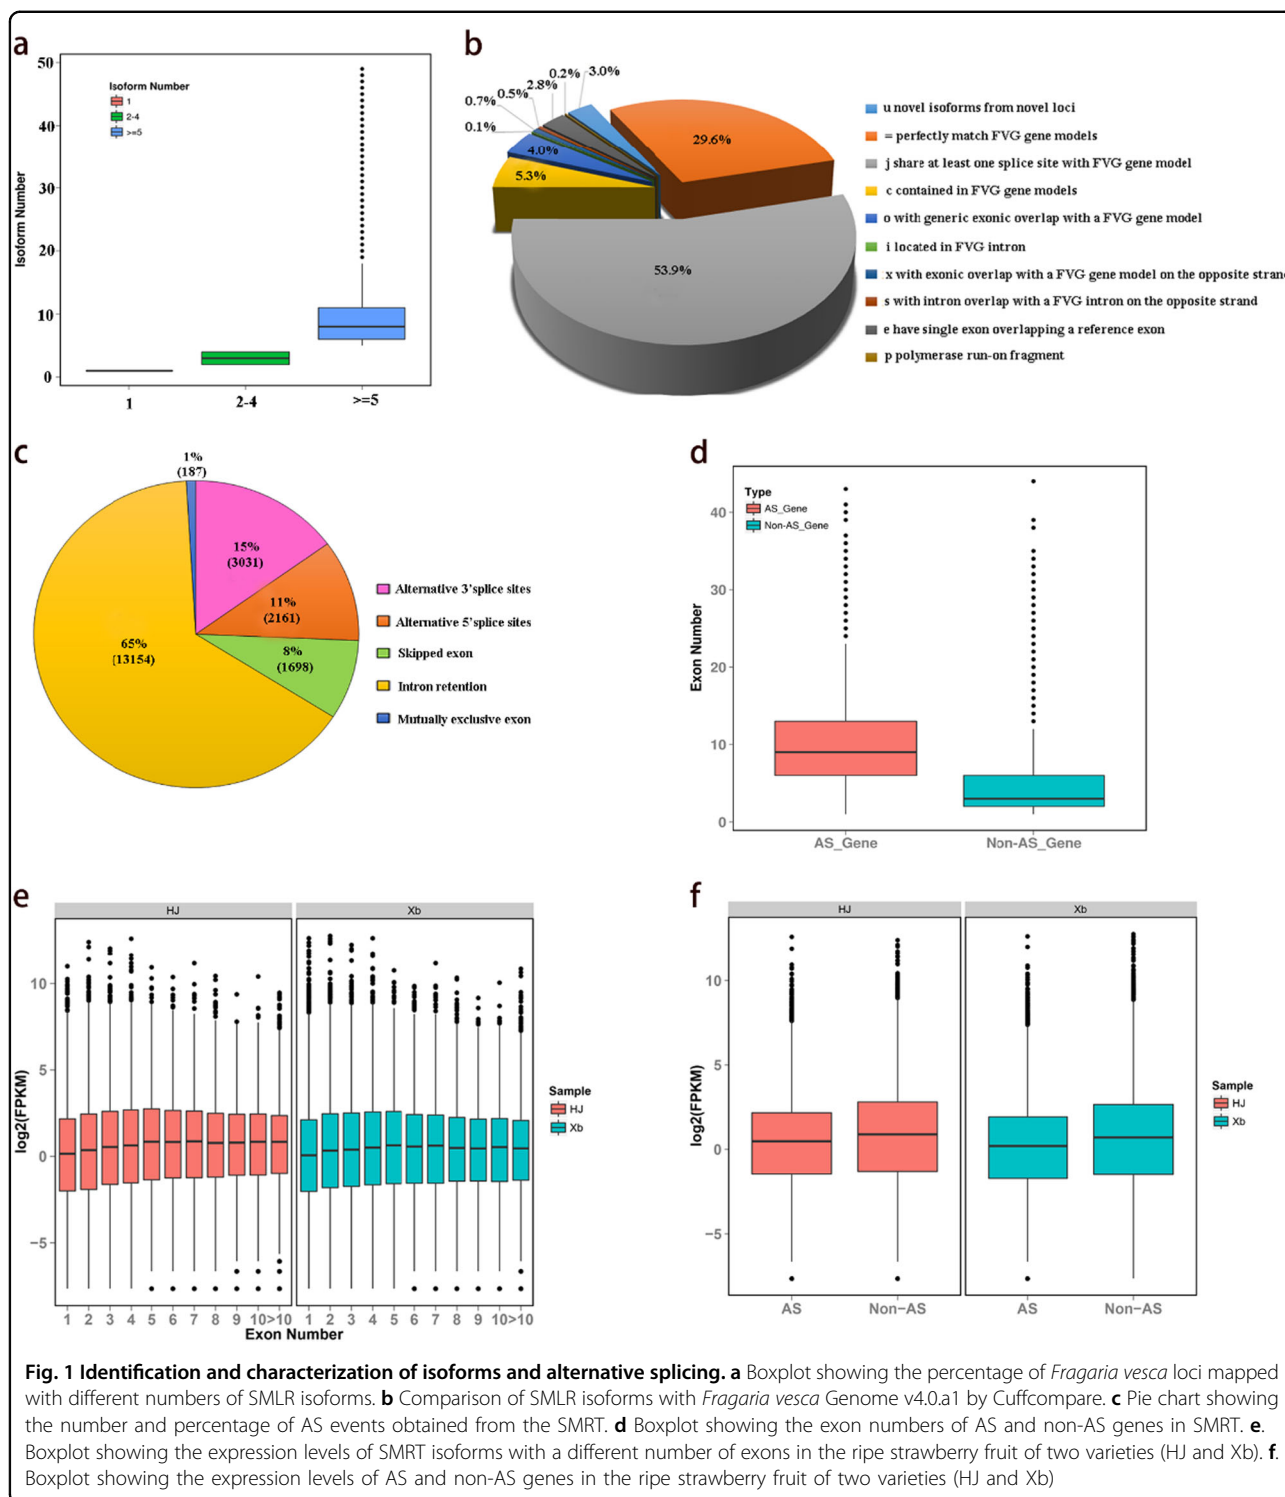 a
50
40
30
20
10
0
Isoform Number
Isoform Number
1
2-4
>=5
1
2-4
>=5
b
0.2%
3.0%
2.8%
0.5%
0.7%
0.1%
4.0%
5.3%
29.6%
53.9%
u novel isoforms from novel loci
= perfectly match FVG gene models
j share at least one splice site with FVG gene model
c contained in FVG gene models
o with generic exonic overlap with a FVG gene model
i located in FVG intron
x with exonic overlap with a FVG gene model on the opposite strand
s with intron overlap with a FVG intron on the opposite strand
e have single exon overlapping a reference exon
p polymerase run-on fragment
c
1%
(187)
15%
(3031)
11%
(2161)
8%
(1698)
65%
(13154)
Alternative 3'splice sites
Alternative 5'splice sites
Skipped exon
Intron retention
Mutually exclusive exon
d
Type
AS_Gene
Non-AS_Gene
40
30
20
10
0
Exon Number
AS_Gene
Non-AS_Gene
e
HJ
Xb
10
5
0
−5
log2(FPKM)
1 2 3 4 5 6 7 8 9 10 >10
1 2 3 4 5 6 7 8 9 10 >10
Exon Number
Sample
HJ
Xb
f
HJ
Xb
10
5
0
−5
log2(FPKM)
AS
Non−AS
AS
Non−AS
Sample
HJ
Xb
Fig. 1 Identification and characterization of isoforms and alternative splicing. a Boxplot showing the percentage of Fragaria vesca loci mapped
with different numbers of SMLR isoforms. b Comparison of SMLR isoforms with Fragaria vesca Genome v4.0.a1 by Cuffcompare. c Pie chart showing
the number and percentage of AS events obtained from the SMRT. d Boxplot showing the exon numbers of AS and non-AS genes in SMRT. e.
Boxplot showing the expression levels of SMRT isoforms with a different number of exons in the ripe strawberry fruit of two varieties (HJ and Xb). f.
Boxplot showing the expression levels of AS and non-AS genes in the ripe strawberry fruit of two varieties (HJ and Xb)